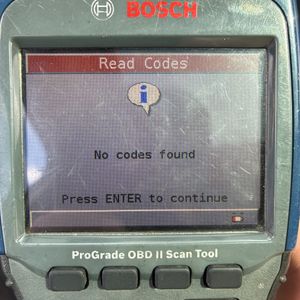 BOSCH
Read Codes
No codes found
Press ENTER to continue
ProGrade OBD II Scan Tool